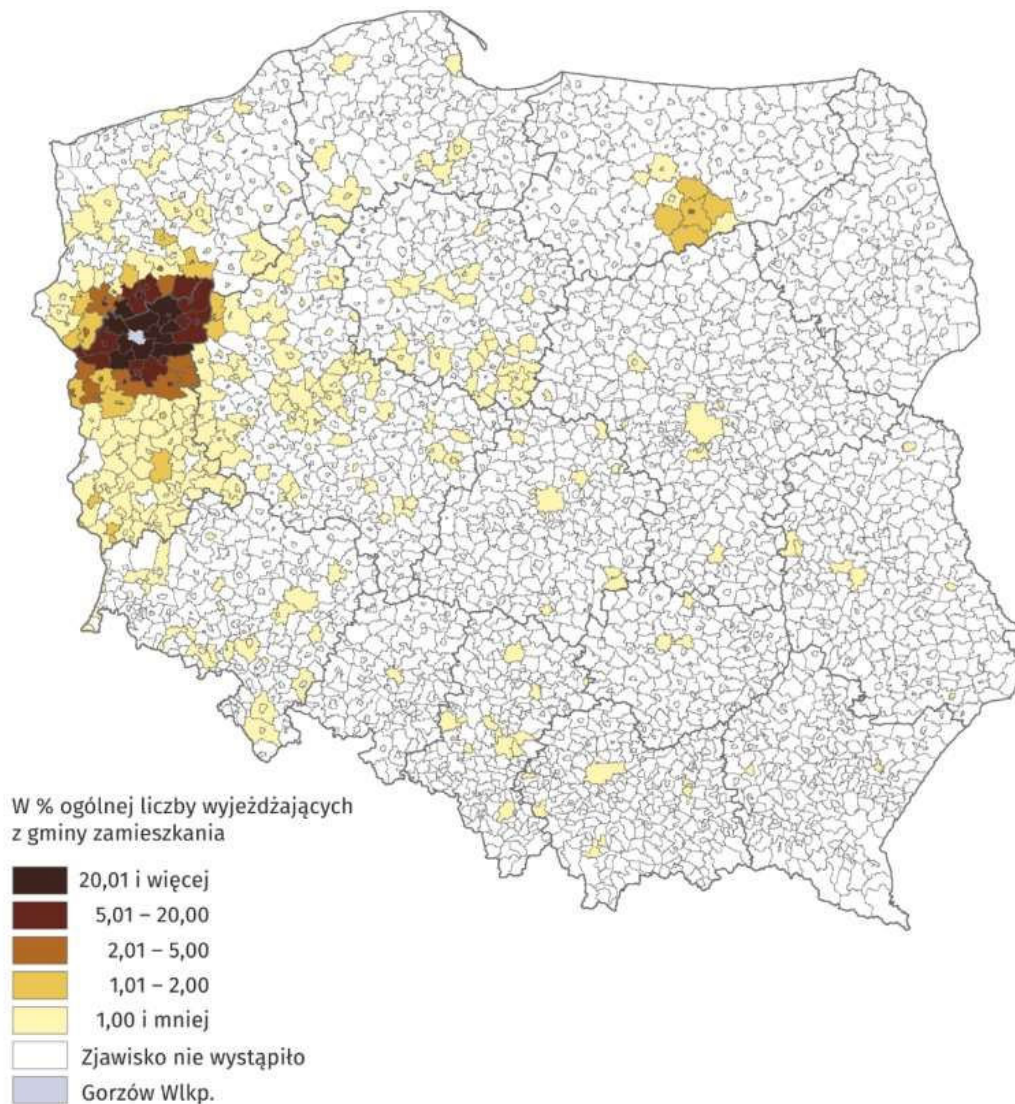 W % ogólnej liczby wyjeżdżających
z gminy zamieszkania
20,01 i więcej
5,01 – 20,00
2,01 – 5,00
1,01 – 2,00
1,00 i mniej
Zjawisko nie wystąpiło
Gorzów Wlkp.